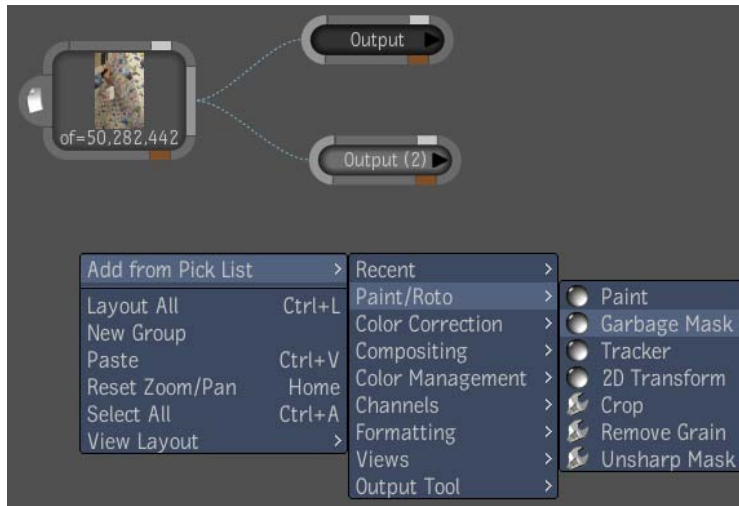 Output
of=50,282,442
Output (2)
Add from Pick List >
Layout All Ctrl+L
New Group
Paste Ctrl+V
Reset Zoom/Pan Home
Select All Ctrl+A
View Layout >
Recent >
Paint/Roto >
Color Correction >
Compositing >
Color Management >
Channels >
Formatting >
Views >
Output Tool >
Paint
Garbage Mask
Tracker
2D Transform
Crop
Remove Grain
Unsharp Mask